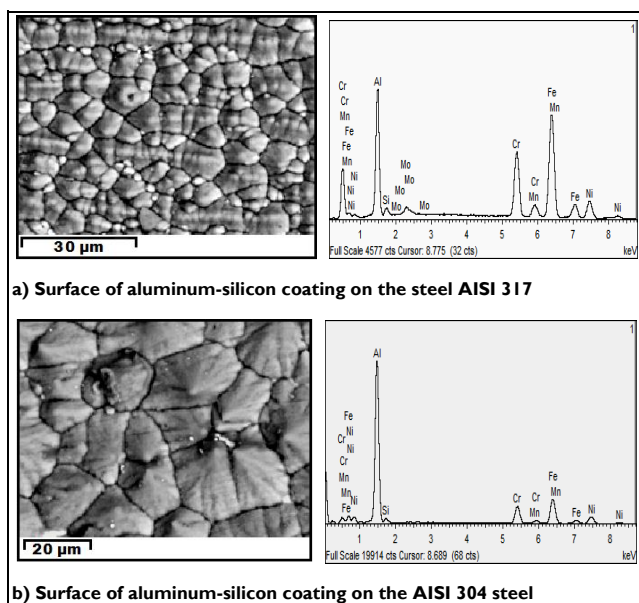 1
Cr
Cr
Mn
Fe
Fe
Mn
Ni
Ni
Al
Si
Mo
Mo
Mo
Mo
Mo
Cr
Cr
Mn
Fe
Mn
Fe
Ni
Ni
1 2 3 4 5 6 7 8
Full Scale 4577 cts Cursor: 8.775 (32 cts) keV
30 µm
a) Surface of aluminum-silicon coating on the steel AISI 317
1
Al
Fe
Ni
Cr
Ni
Cr
Mn
Mn
Ni
Fe
Si
Cr
Cr
Mn
Fe
Mn
Fe
Ni
Ni
1 2 3 4 5 6 7 8
Full Scale 19914 cts Cursor: 8.689 (68 cts) keV
20 µm
b) Surface of aluminum-silicon coating on the AISI 304 steel